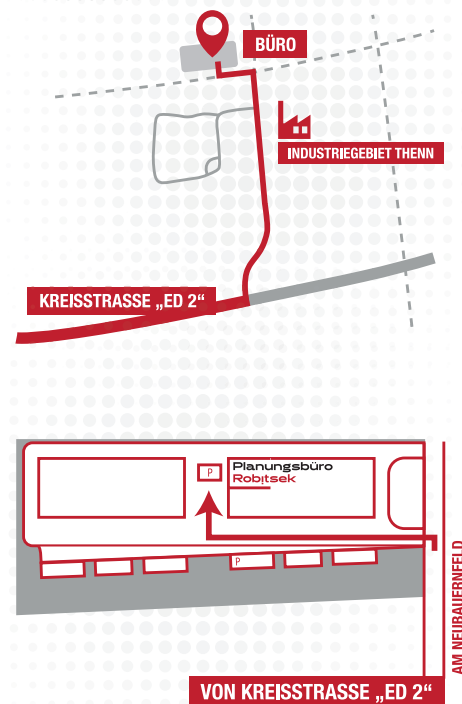 BÜRO
INDUSTRIEGEBIET THENN
KREISSTRASSE „ED 2“
P
Planungsbüro
Robitsek
P
AM NEUBAUERNFELD
VON KREISSTRASSE „ED 2“